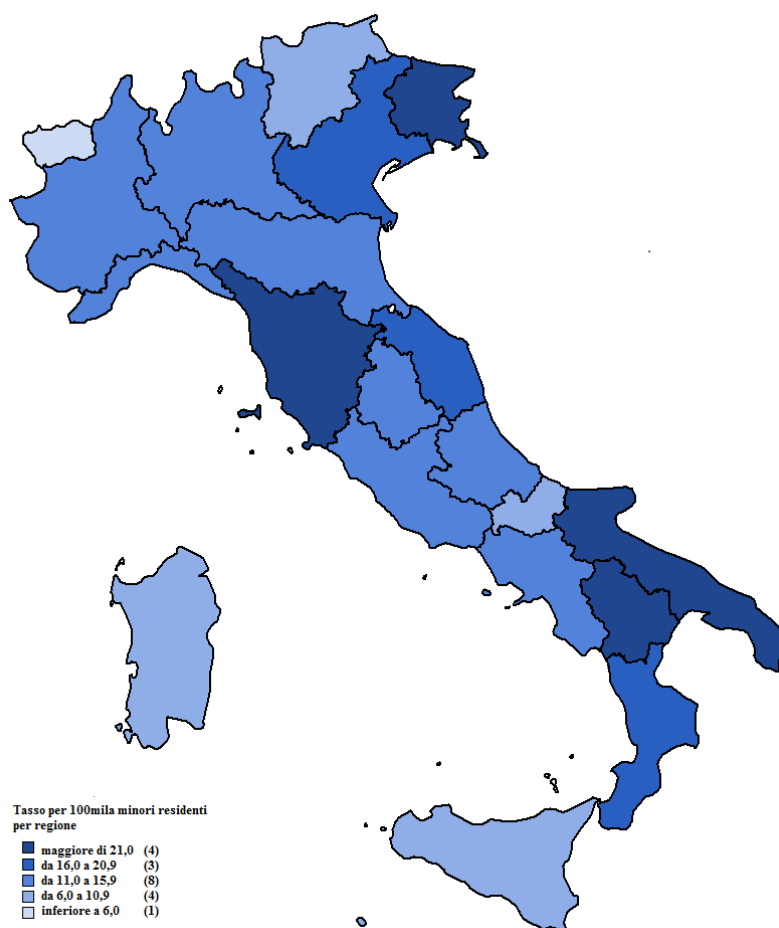 Tasso per 100mila minori residenti
per regione
maggiore di 21,0 (4)
da 16,0 a 20,9 (3)
da 11,0 a 15,9 (8)
da 6,0 a 10,9 (4)
inferiore a 6,0 (1)